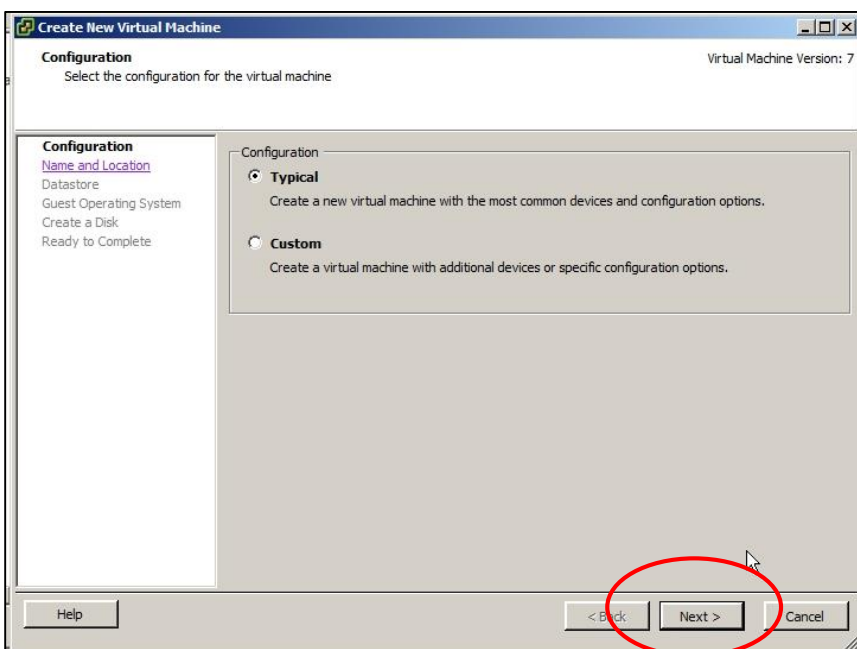 Create New Virtual Machine
Configuration
Select the configuration for the virtual machine
Virtual Machine Version: 7
Configuration
Name and Location
Datastore
Guest Operating System
Create a Disk
Ready to Complete
Configuration
Typical
Create a new virtual machine with the most common devices and configuration options.
Custom
Create a virtual machine with additional devices or specific configuration options.
Help
< Back
Next >
Cancel